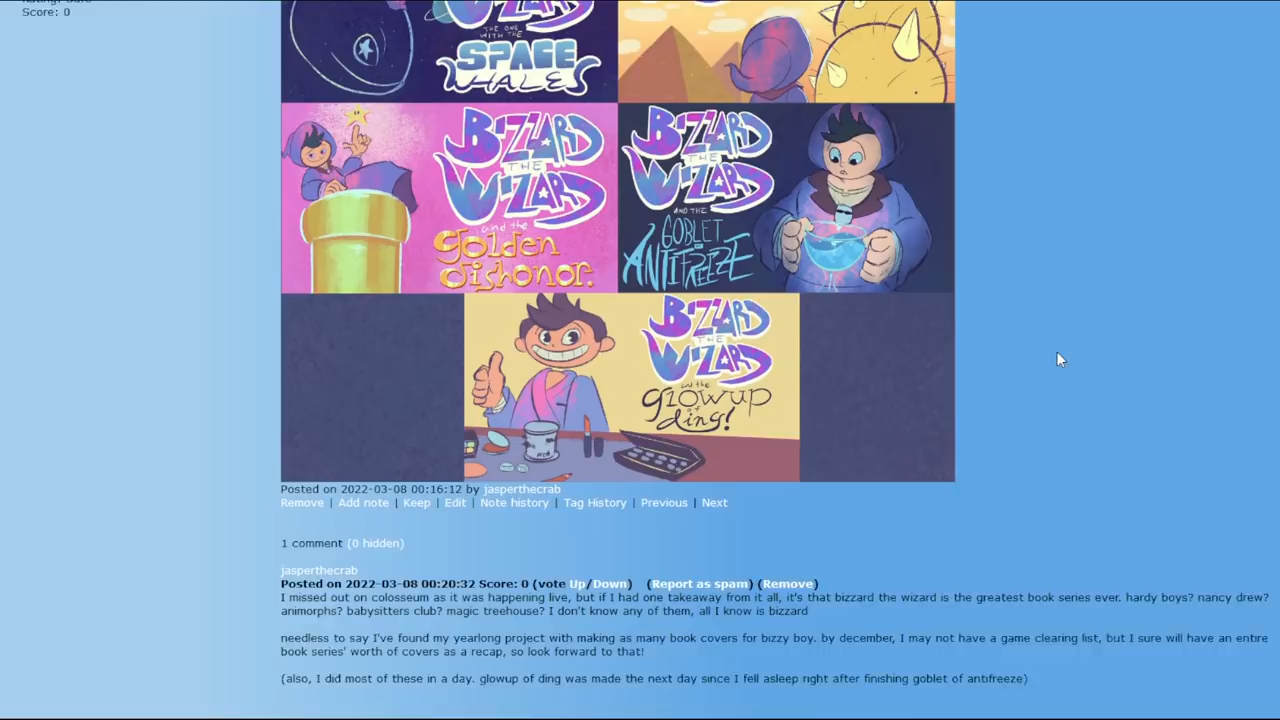 Score: 0
THE ONE
WITH THE
SPACE
WHALES
BIZZARD
THE
WIZARD
and the
golden
dishonor.
BIZZARD
THE
WIZARD
AND THE
GOBLET
OF
ANTIFREEZE
BIZZARD
THE
WIZARD
and the
glowup
of
ding!
Posted on 2022-03-08 00:16:12 by jasperthecrab
Remove | Add note | Keep | Edit | Note history | Tag History | Previous | Next
1 comment (0 hidden)
jasperthecrab
Posted on 2022-03-08 00:20:32 Score: 0 (vote Up/Down) (Report as spam) (Remove)
I missed out on colosseum as it was happening live, but if I had one takeaway from it all, it's that bizzard the wizard is the greatest book series ever. hardy boys? nancy drew?
animorphs? babysitters club? magic treehouse? I don't know any of them, all I know is bizzard
needless to say I've found my yearlong project with making as many book covers for bizzy boy. by december, I may not have a game clearing list, but I sure will have an entire
book series' worth of covers as a recap, so look forward to that!
(also, I did most of these in a day. glowup of ding was made the next day since I fell asleep right after finishing goblet of antifreeze)